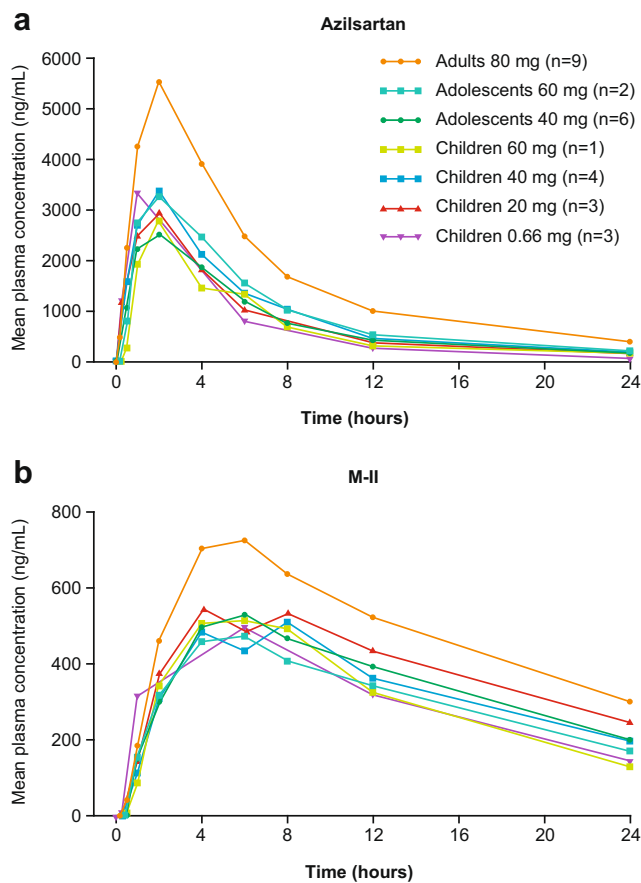 a
Azilsartan
Mean plasma concentration (ng/mL)
6000
5000
4000
3000
2000
1000
0
Adults 80 mg (n=9)
Adolescents 60 mg (n=2)
Adolescents 40 mg (n=6)
Children 60 mg (n=1)
Children 40 mg (n=4)
Children 20 mg (n=3)
Children 0.66 mg (n=3)
0 4 8 12 16 20 24
Time (hours)
b
M-II
Mean plasma concentration (ng/mL)
800
600
400
200
0
0 4 8 12 16 20 24
Time (hours)